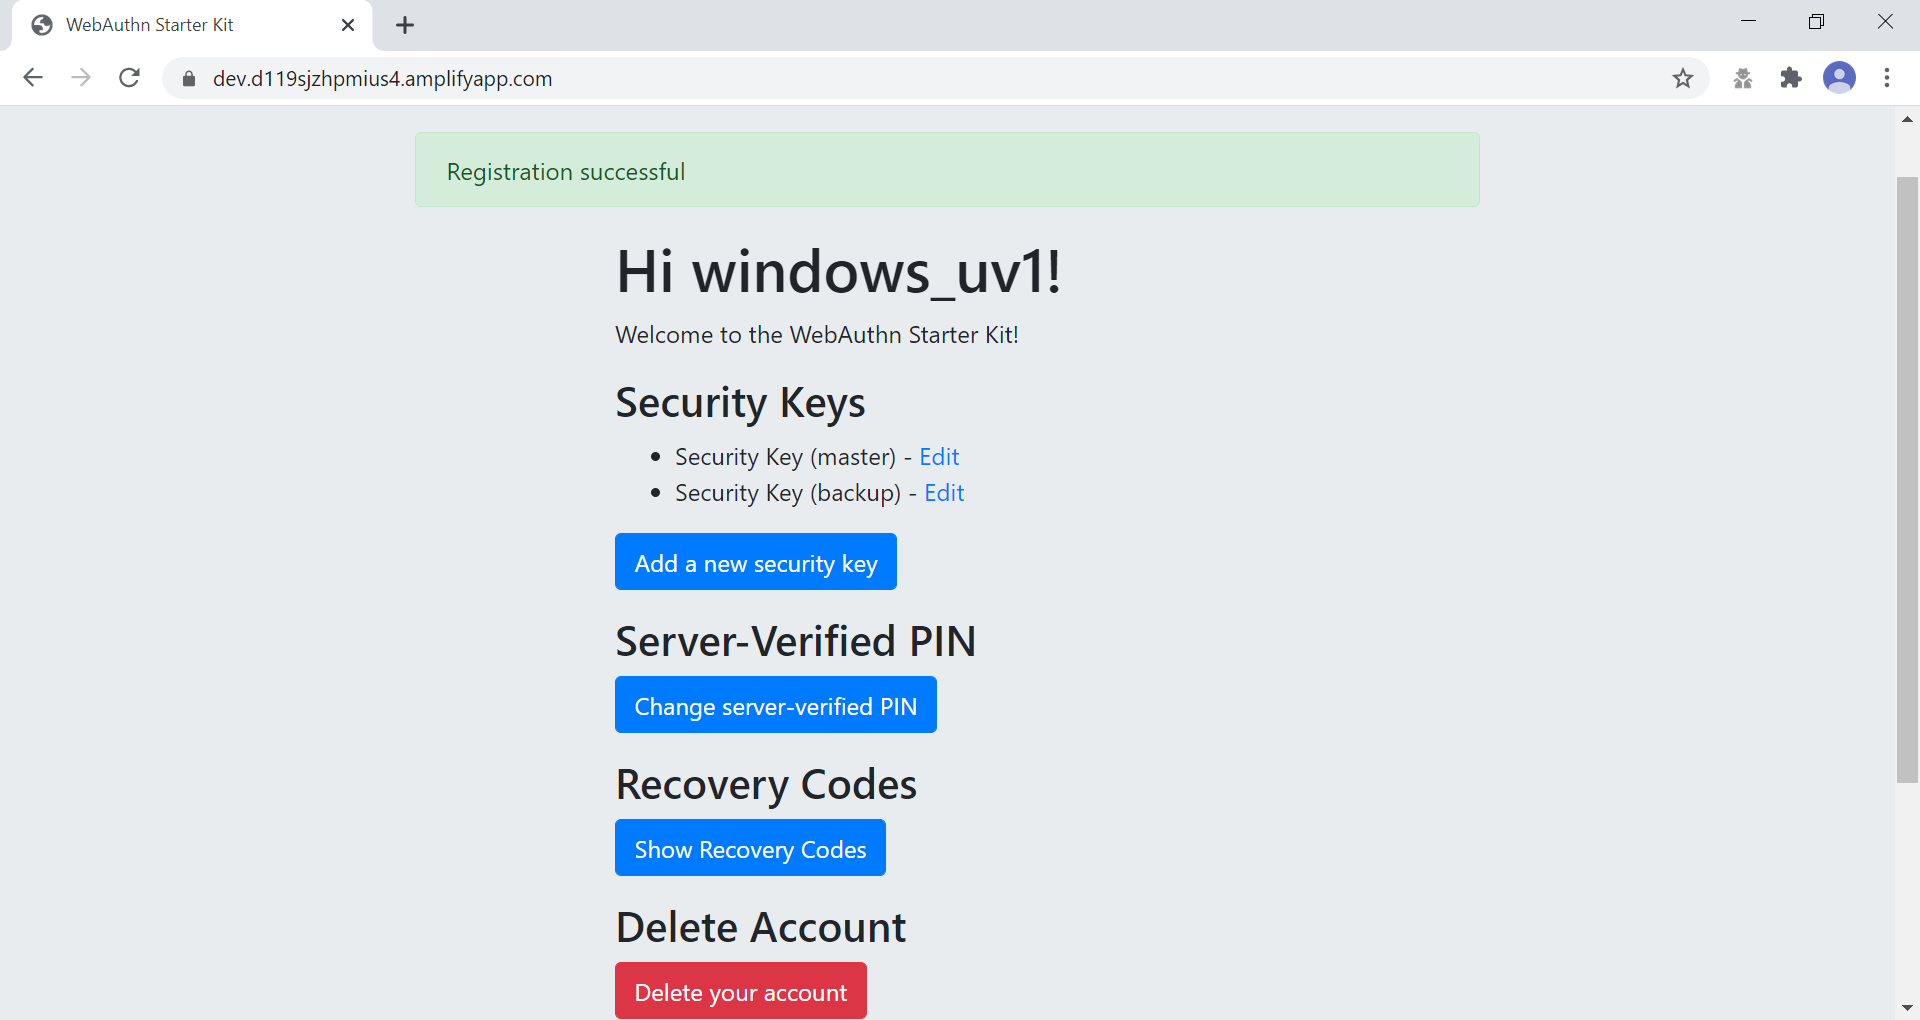 WebAuthn Starter Kit
dev.d119sjzhpmius4.amplifyapp.com
Registration successful
Hi windows_uv1!
Welcome to the WebAuthn Starter Kit!
Security Keys
Security Key (master) - Edit
Security Key (backup) - Edit
Add a new security key
Server-Verified PIN
Change server-verified PIN
Recovery Codes
Show Recovery Codes
Delete Account
Delete your account